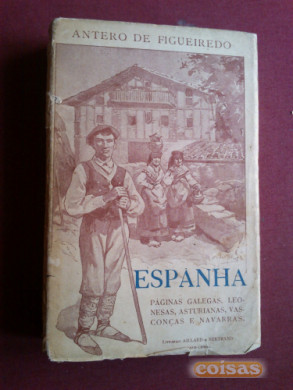 ANTERO DE FIGUEIREDO
ESPANHA
PÁGINAS GALEGAS, LEO-
NESAS, ASTURIANAS, VAS-
CONÇAS E NAVARRAS.
coisas